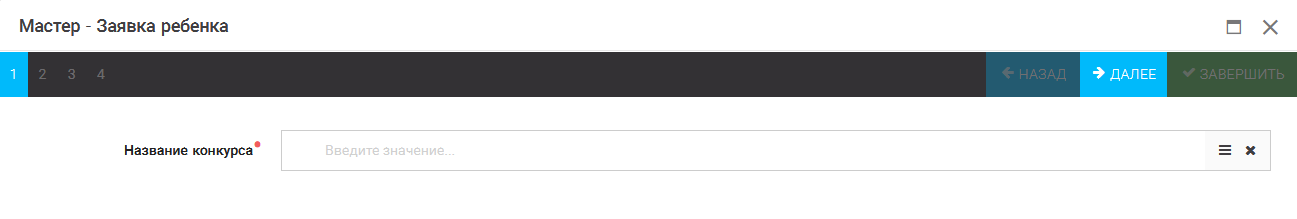 Мастер - Заявка ребенка
1 2 3 4 НАЗАД ДАЛЕЕ ЗАВЕРШИТЬ
Название конкурса Введите значение...